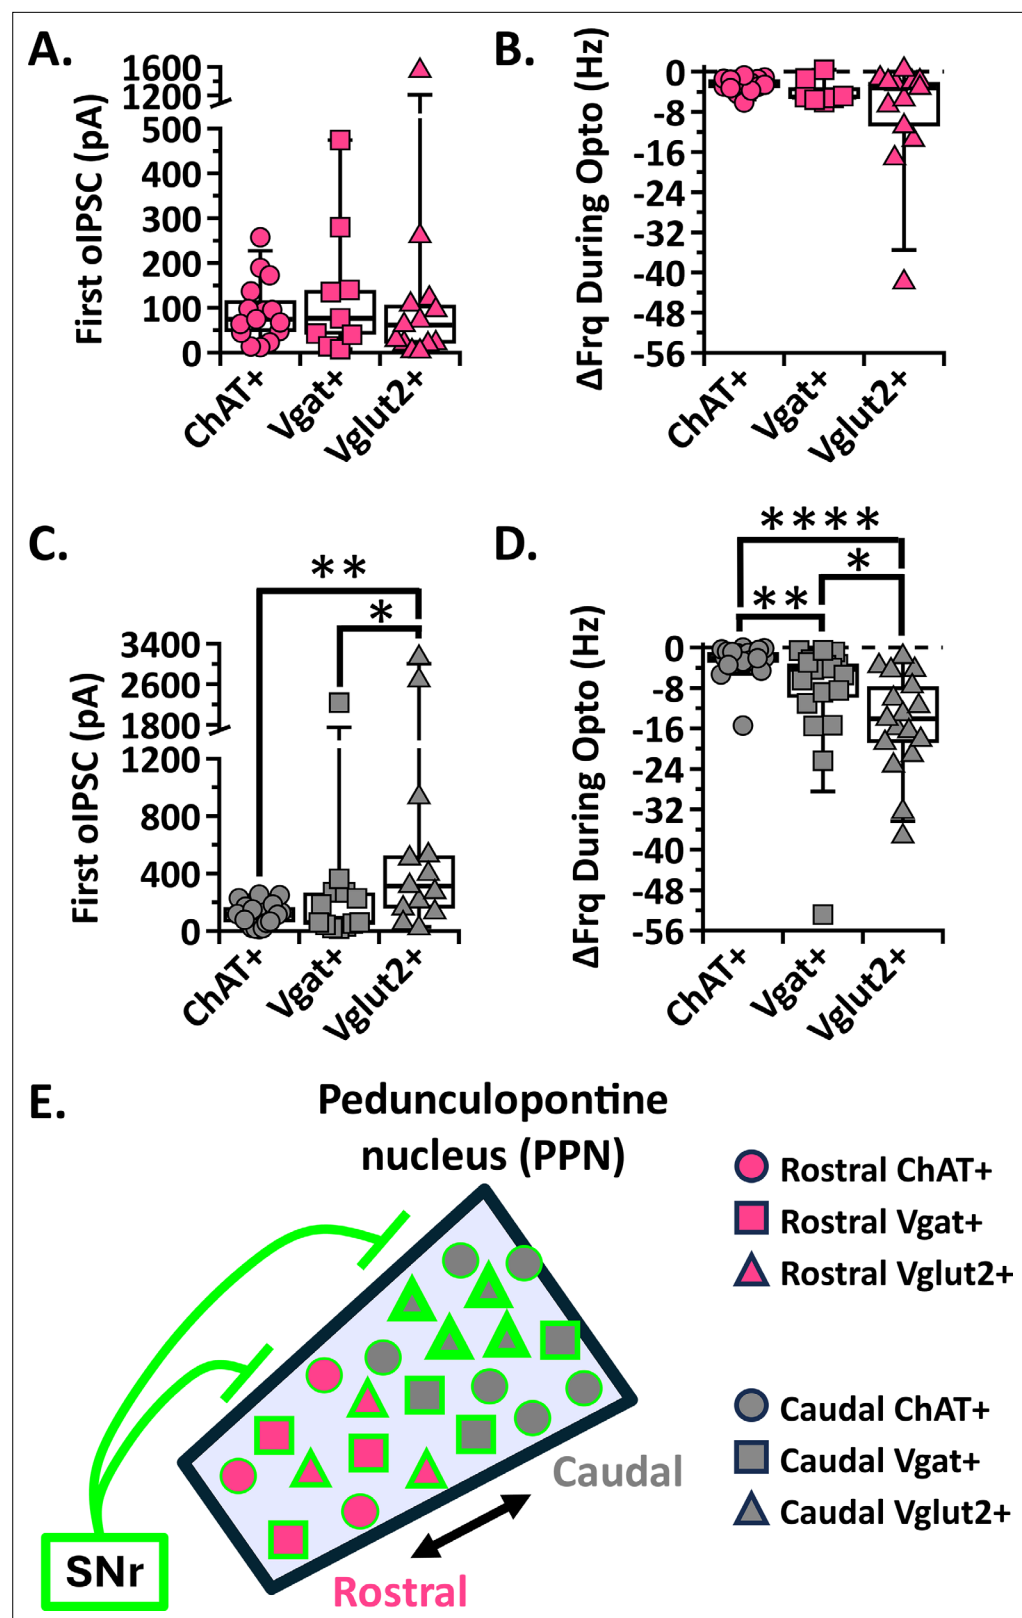 A.
First oIPSC (pA)
1600
1200
500
400
300
200
100
0
ChAT+
Vgat+
Vglut2+
B.
ΔFrq During Opto (Hz)
0
-8
-16
-24
-32
-40
-48
-56
ChAT+
Vgat+
Vglut2+
C.
First oIPSC (pA)
**
*
3400
2600
1800
1200
800
400
0
ChAT+
Vgat+
Vglut2+
D.
ΔFrq During Opto (Hz)
****
*
**
0
-8
-16
-24
-32
-40
-48
-56
ChAT+
Vgat+
Vglut2+
E.
Pedunculopontine
nucleus (PPN)
Rostral ChAT+
Rostral Vgat+
Rostral Vglut2+
Caudal ChAT+
Caudal Vgat+
Caudal Vglut2+
Caudal
Rostral
SNr